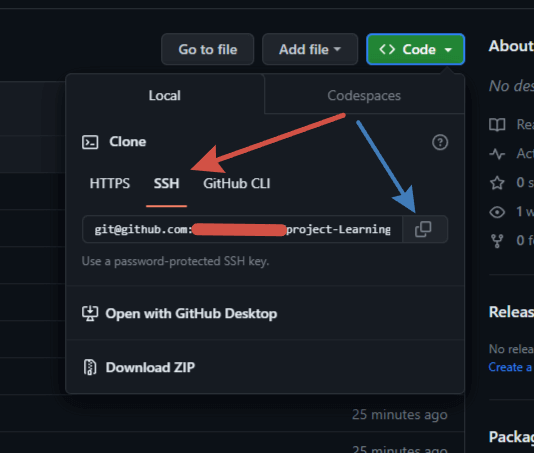 Go to file Add file Code
About
Local Codespaces
No des
Clone
HTTPS SSH GitHub CLI
git@github.com: project-Learning
Use a password-protected SSH key.
Open with GitHub Desktop
Download ZIP
Rea
Act
0 s
1 w
0 f
Releas
No relea
Create a
25 minutes ago
Packag
25 minutes ago